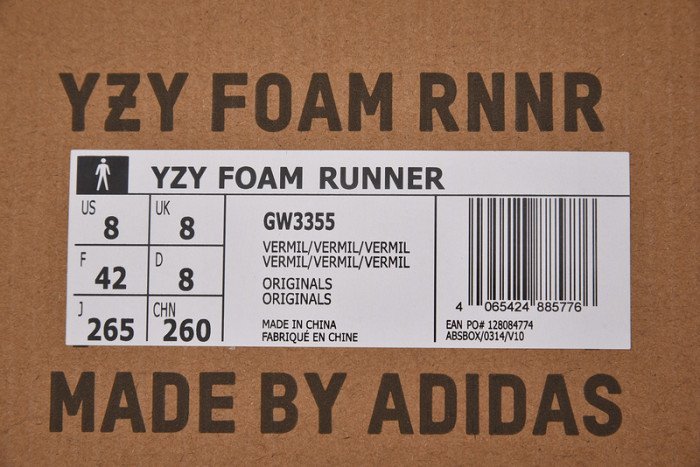 YZY FOAM RNNR
YZY FOAM RUNNER
US 8 UK 8
F 42 D 8
J 265 CHN 260
GW3355
VERMIL/VERMIL/VERMIL
VERMIL/VERMIL/VERMIL
ORIGINALS
ORIGINALS
MADE IN CHINA
FABRIQUÉ EN CHINE
4 065424 885776
EAN PO# 128084774
ABSBOX/0314/V10
MADE BY ADIDAS